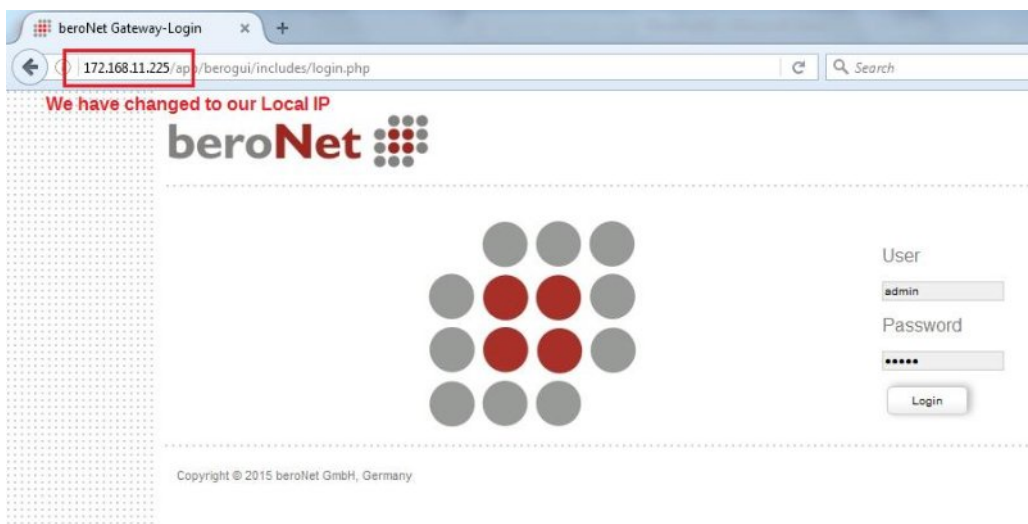 beroNet Gateway-Login
172.168.11.225/app/berogui/includes/login.php
Search
We have changed to our Local IP
beroNet
User
admin
Password
•••••
Login
Copyright © 2015 beroNet GmbH, Germany